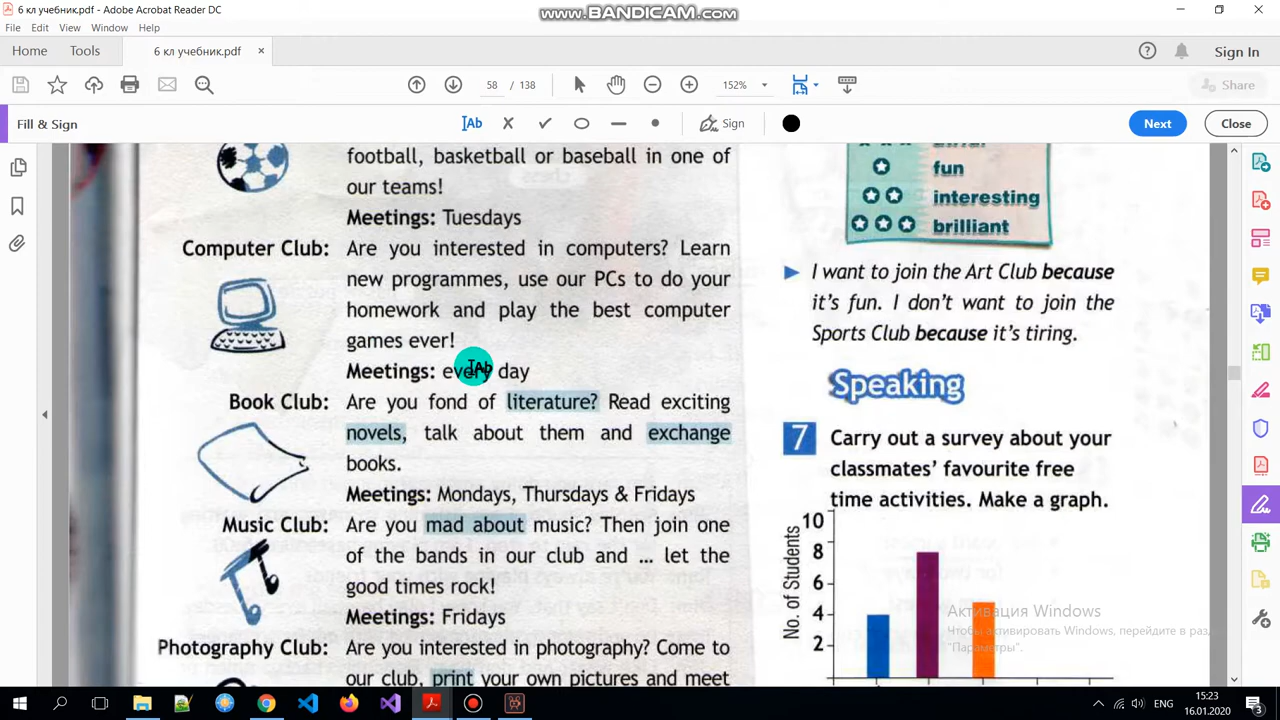 6 кл учебник.pdf - Adobe Acrobat Reader DC
www.BANDICAM.com
File Edit View Window Help
Home Tools 6 кл учебник.pdf × Sign In
58 / 138 152% Share
Fill & Sign Ab Sign Next Close
football, basketball or baseball in one of
our teams!
Meetings: Tuesdays
Computer Club: Are you interested in computers? Learn
new programmes, use our PCs to do your
homework and play the best computer
games ever!
Meetings: every day
Book Club: Are you fond of literature? Read exciting
novels, talk about them and exchange
books.
Meetings: Mondays, Thursdays & Fridays
Music Club: Are you mad about music? Then join one
of the bands in our club and ... let the
good times rock!
Meetings: Fridays
Photography Club: Are you interested in photography? Come to
our club, print your own pictures and meet
fun
interesting
brilliant
I want to join the Art Club because
it's fun. I don't want to join the
Sports Club because it's tiring.
Speaking
7 Carry out a survey about your
classmates' favourite free
time activities. Make a graph.
No. of Students
10
8
6
4
2
Активация Windows
Чтобы активировать Windows, перейдите в раз
"Параметры".
ENG
15:23
16.01.2020
3